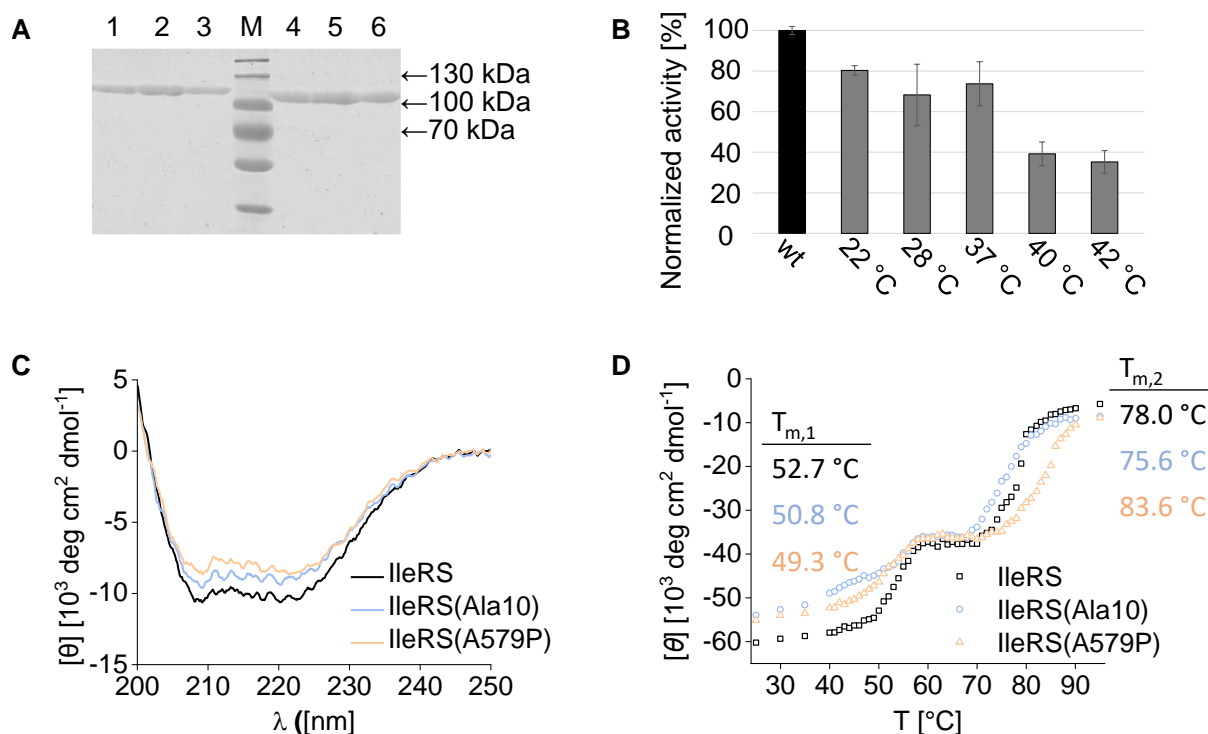 A
1 2 3 M 4 5 6
←130 kDa
←100 kDa
←70 kDa
B
Normalized activity [%]
100
80
60
40
20
0
wt
22 °C
28 °C
37 °C
40 °C
42 °C
C
[θ] [10³ deg cm² dmol⁻¹]
5
0
-5
-10
-15
200 210 220 230 240 250
λ ([nm]
IleRS
IleRS(Ala10)
IleRS(A579P)
D
[θ] [10³ deg cm² dmol⁻¹]
0
-10
-20
-30
-40
-50
-60
30 40 50 60 70 80 90
T [°C]
Tm,1
52.7 °C
50.8 °C
49.3 °C
Tm,2
78.0 °C
75.6 °C
83.6 °C
IleRS
IleRS(Ala10)
IleRS(A579P)